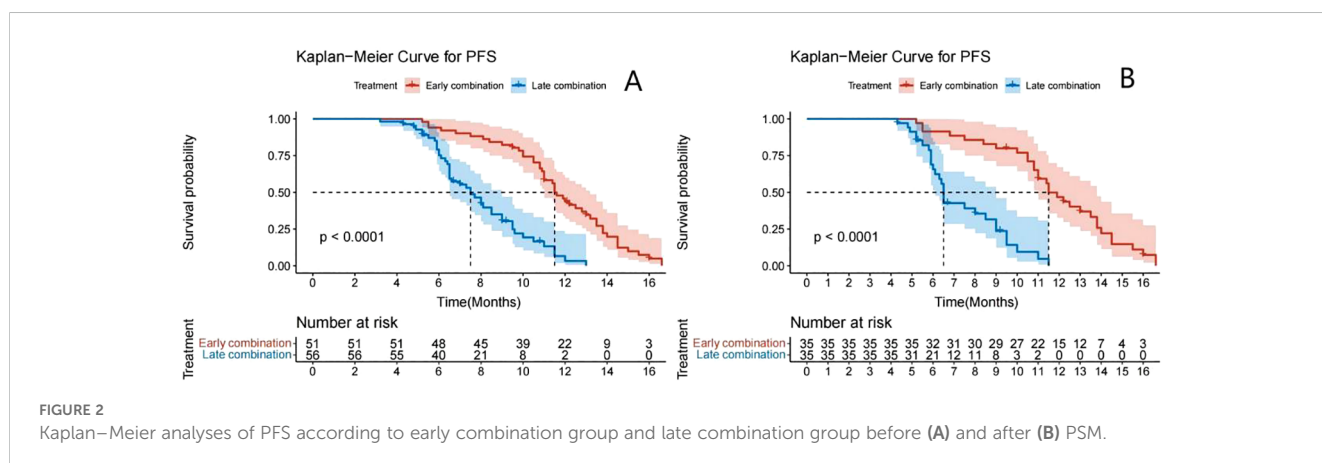 Kaplan−Meier Curve for PFS
Treatment Early combination Late combination
A
Survival probability
1.00
0.75
0.50
0.25
0.00
p < 0.0001
0 2 4 6 8 10 12 14 16
Time(Months)
Number at risk
Treatment
Early combination 51 51 51 48 45 39 22 9 3
Late combination 56 56 55 40 21 8 2 0 0
0 2 4 6 8 10 12 14 16
Kaplan−Meier Curve for PFS
Treatment Early combination Late combination
B
Survival probability
1.00
0.75
0.50
0.25
0.00
p < 0.0001
0 1 2 3 4 5 6 7 8 9 10 11 12 13 14 15 16
Time(Months)
Number at risk
Treatment
Early combination 35 35 35 35 35 35 32 31 30 29 27 22 15 12 7 4 3
Late combination 35 35 35 35 35 31 21 12 11 8 3 2 0 0 0 0 0
0 1 2 3 4 5 6 7 8 9 10 11 12 13 14 15 16
FIGURE 2
Kaplan−Meier analyses of PFS according to early combination group and late combination group before (A) and after (B) PSM.